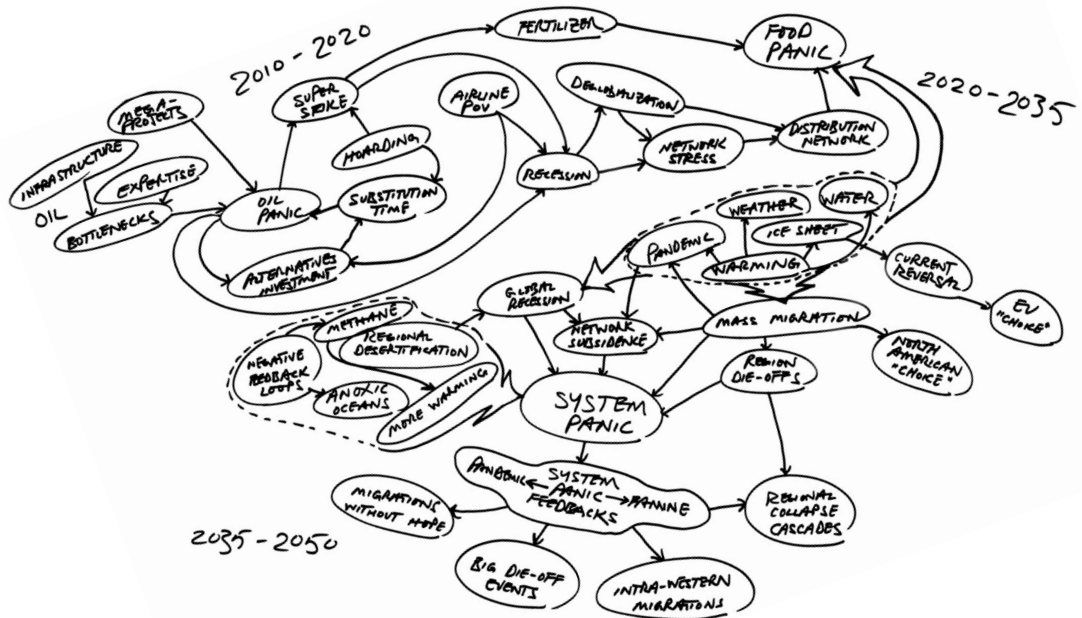 2010-2020
FERTILIZER
FOOD
PANIC
2020-2035
MEGA-
PROJECTS
SUPER
SPIKE
AIRLINE
POV
DEGLOBALIZATION
INFRASTRUCTURE
EXPERTISE
OIL
BOTTLENECKS
HOARDING
OIL
PANIC
SUBSTITUTION
TIME
RECESSION
NETWORK
STRESS
DISTRIBUTION
NETWORK
ALTERNATIVES
INVESTMENT
WEATHER
WATER
PANDEMIC
ICE SHEET
WARMING
CURRENT
REVERSAL
EU
"CHOICE"
GLOBAL
RECESSION
NETWORK
SUBSIDENCE
MASS MIGRATION
NORTH
AMERICAN
"CHOICE"
METHANE
REGIONAL
DESERTIFICATION
NEGATIVE
FEEDBACK
LOOPS
ANOXIC
OCEANS
MORE WARMING
REGION
DIE-OFFS
SYSTEM
PANIC
PANDEMIC
SYSTEM
PANIC
FEEDBACKS
FAMINE
MIGRATIONS
WITHOUT HOPE
REGIONAL
COLLAPSE
CASCADES
2035-2050
BIG DIE-OFF
EVENTS
INTRA-WESTERN
MIGRATIONS